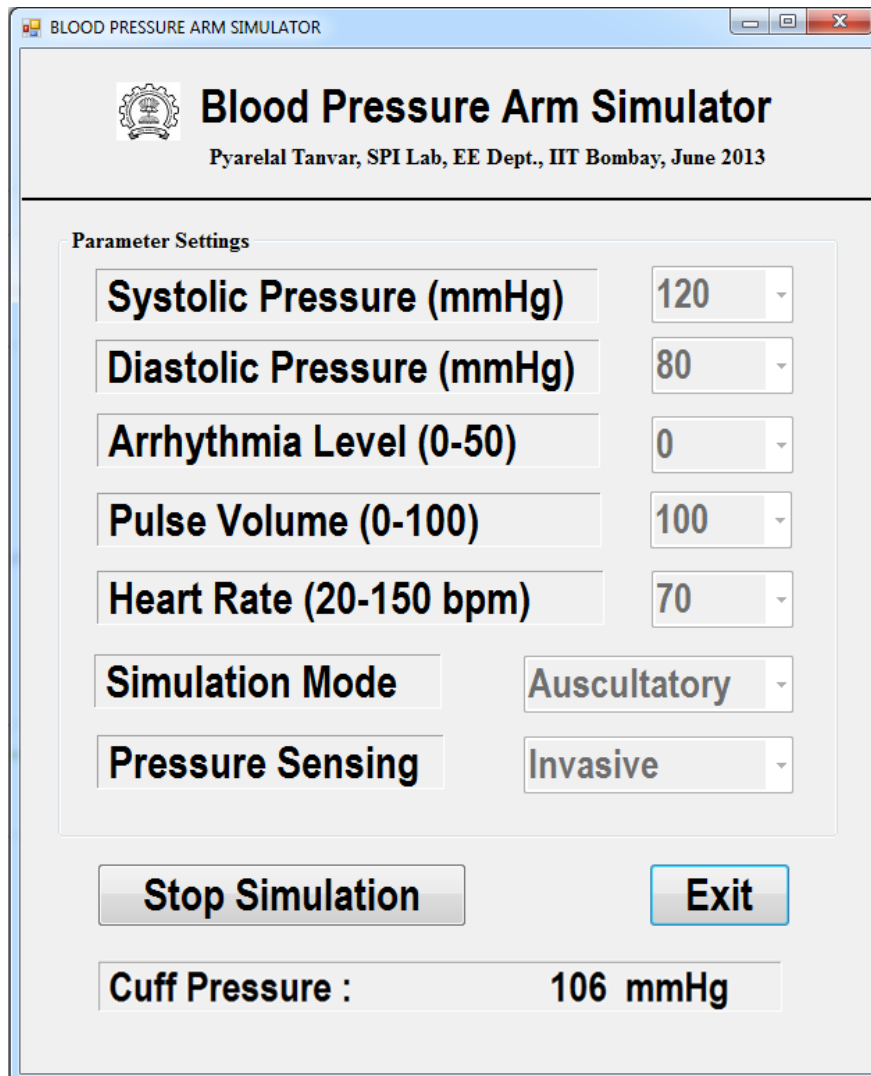 BLOOD PRESSURE ARM SIMULATOR
Blood Pressure Arm Simulator
Pyarelal Tanvar, SPI Lab, EE Dept., IIT Bombay, June 2013
Parameter Settings
Systolic Pressure (mmHg) 120
Diastolic Pressure (mmHg) 80
Arrhythmia Level (0-50) 0
Pulse Volume (0-100) 100
Heart Rate (20-150 bpm) 70
Simulation Mode Auscultatory
Pressure Sensing Invasive
Stop Simulation Exit
Cuff Pressure : 106 mmHg